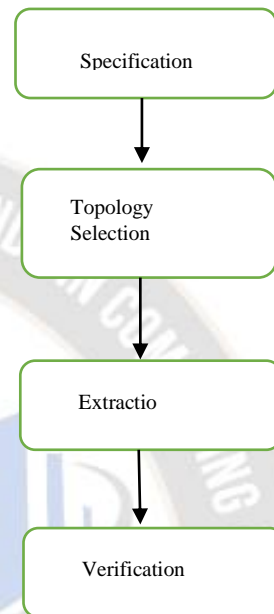 Specification
Topology
Selection
Extractio
Verification